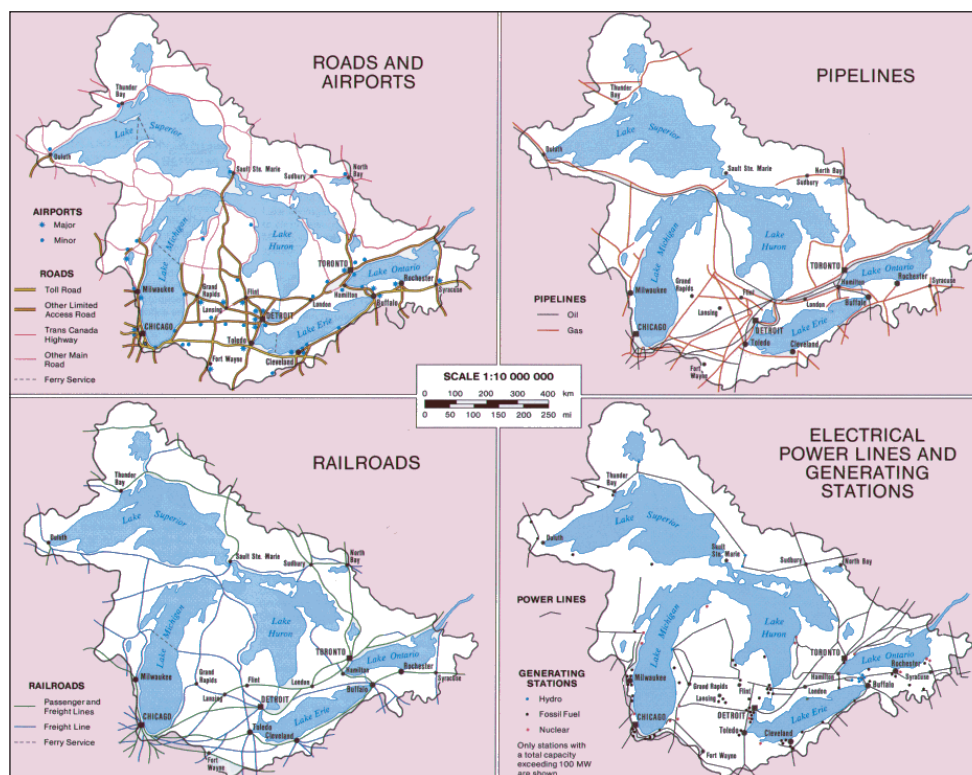 ROADS AND
AIRPORTS
Thunder
Bay
Lake Superior
Duluth
Sault Ste. Marie
Sudbury
North
Bay
AIRPORTS
Major
Minor
ROADS
Toll Road
Other Limited
Access Road
Trans Canada
Highway
Other Main
Road
Ferry Service
Lake Michigan
Lake
Huron
TORONTO
Lake Ontario
Hamilton
Rochester
Syracuse
Buffalo
Milwaukee
Grand
Rapids
Flint
Lansing
London
DETROIT
CHICAGO
Lake Erie
Toledo
Fort Wayne
Cleveland
PIPELINES
Thunder
Bay
Lake Superior
Duluth
Sault Ste. Marie
Sudbury
North Bay
Lake Michigan
Lake
Huron
TORONTO
Lake Ontario
Hamilton
Rochester
Syracuse
Buffalo
PIPELINES
Oil
Gas
Milwaukee
Grand
Rapids
Flint
Lansing
London
DETROIT
CHICAGO
Lake Erie
Toledo
Cleveland
Fort
Wayne
SCALE 1:10 000 000
0 100 200 300 400 km
0 50 100 150 200 250 mi
RAILROADS
Thunder
Bay
Lake Superior
Duluth
Sault Ste. Marie
Sudbury
North
Bay
Lake Michigan
Lake
Huron
TORONTO
Lake Ontario
Hamilton
Rochester
Syracuse
Buffalo
RAILROADS
Passenger and
Freight Lines
Freight Line
Ferry Service
Milwaukee
Grand
Rapids
Flint
Lansing
London
DETROIT
CHICAGO
Lake Erie
Toledo
Cleveland
Fort
Wayne
ELECTRICAL
POWER LINES AND
GENERATING
STATIONS
Thunder
Bay
Lake Superior
Duluth
Sault
Ste. Marie
Sudbury
North Bay
POWER LINES
Lake Michigan
Lake
Huron
TORONTO
Lake Ontario
Hamilton
Rochester
Syracuse
Buffalo
GENERATING
STATIONS
Hydro
Fossil Fuel
Nuclear
Only stations with
a total capacity
exceeding 100 MW
are shown
Milwaukee
Grand Rapids
Flint
Lansing
London
DETROIT
CHICAGO
Lake Erie
Toledo
Cleveland
Fort Wayne